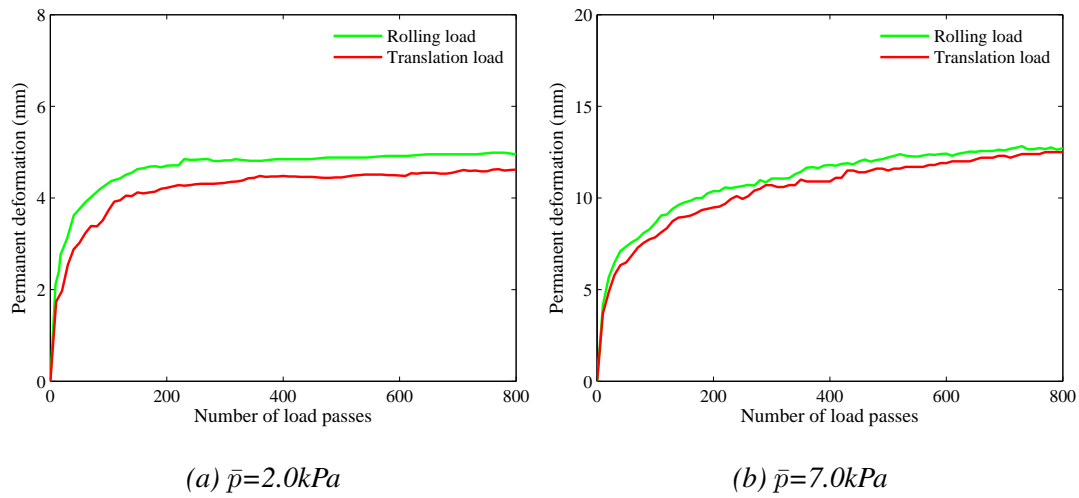 8
6
4
2
0
Permanent deformation (mm)
Rolling load
Translation load
0 200 400 600 800
Number of load passes
(a) p̄=2.0kPa
20
15
10
5
0
Permanent deformation (mm)
Rolling load
Translation load
0 200 400 600 800
Number of load passes
(b) p̄=7.0kPa